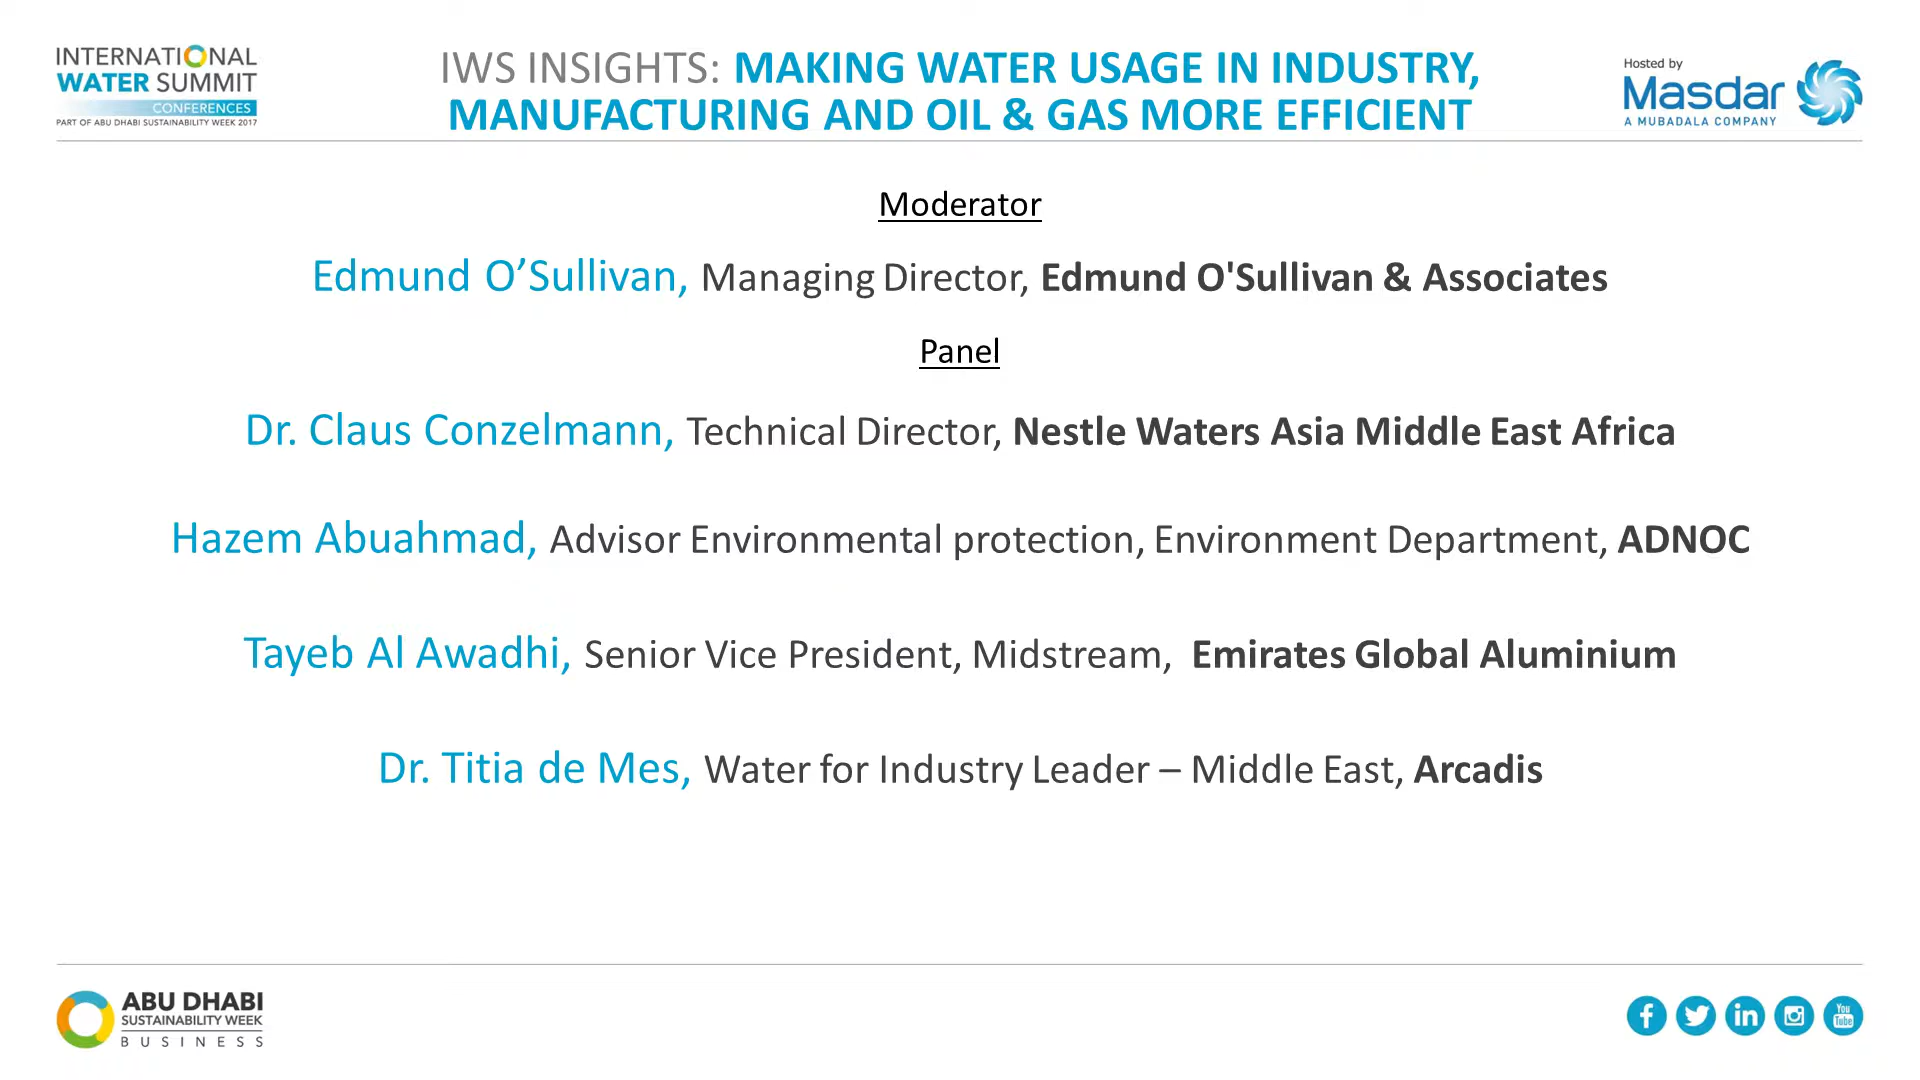 INTERNATIONAL
WATER SUMMIT
CONFERENCES
PART OF ABU DHABI SUSTAINABILITY WEEK 2017
IWS INSIGHTS: MAKING WATER USAGE IN INDUSTRY,
MANUFACTURING AND OIL & GAS MORE EFFICIENT
Hosted by
Masdar
A MUBADALA COMPANY
Moderator
Edmund O’Sullivan, Managing Director, Edmund O'Sullivan & Associates
Panel
Dr. Claus Conzelmann, Technical Director, Nestle Waters Asia Middle East Africa
Hazem Abuahmad, Advisor Environmental protection, Environment Department, ADNOC
Tayeb Al Awadhi, Senior Vice President, Midstream, Emirates Global Aluminium
Dr. Titia de Mes, Water for Industry Leader – Middle East, Arcadis
ABU DHABI
SUSTAINABILITY WEEK
BUSINESS
f
in
You
Tube